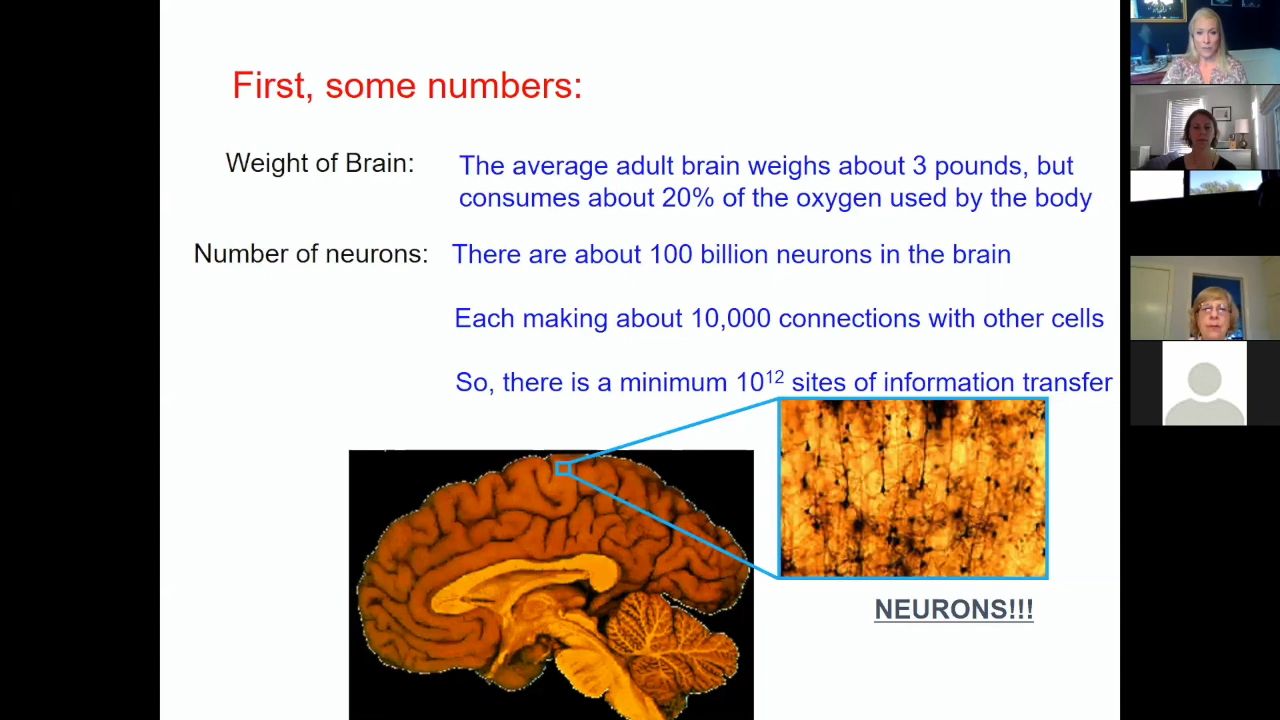 First, some numbers:
Weight of Brain:
The average adult brain weighs about 3 pounds, but
consumes about 20% of the oxygen used by the body
Number of neurons:
There are about 100 billion neurons in the brain
Each making about 10,000 connections with other cells
So, there is a minimum 10¹² sites of information transfer
NEURONS!!!